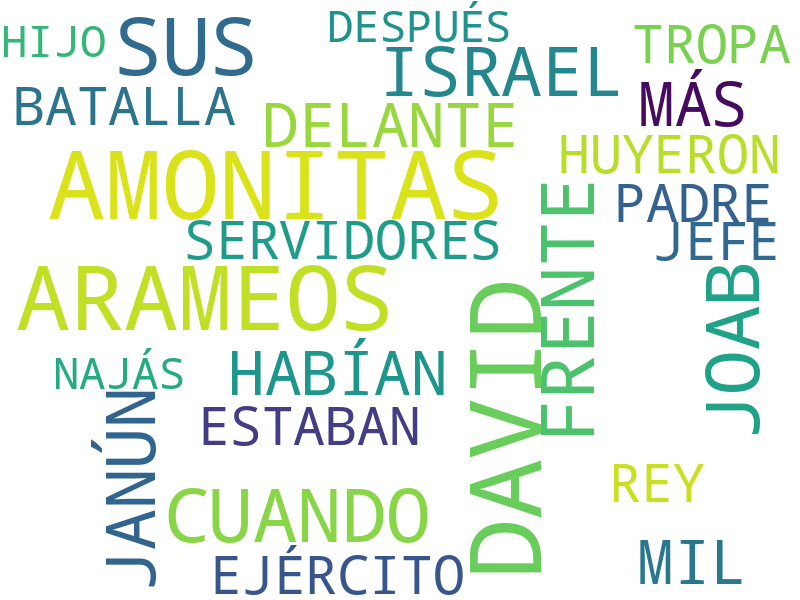 DESPUÉS
HIJO
SUS
TROPA
ISRAEL
BATALLA
MÁS
DELANTE
HUYERON
AMONITAS
PADRE
SERVIDORES
JEFE
FRENTE
ARAMEOS
JOAB
DAVID
HABÍAN
NAJÁS
ESTABAN
JANÚN
REY
CUANDO
MIL
EJÉRCITO